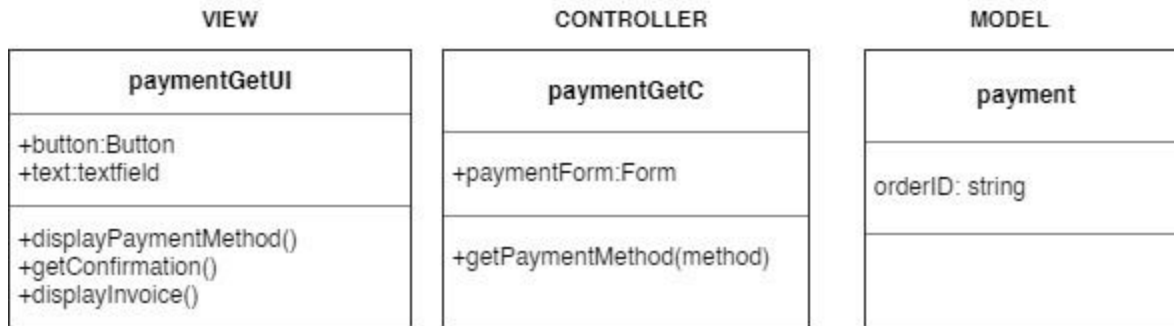 VIEW
paymentGetUI
+button:Button
+text:textfield
+displayPaymentMethod()
+getConfirmation()
+displayInvoice()
CONTROLLER
paymentGetC
+paymentForm:Form
+getPaymentMethod(method)
MODEL
payment
orderID: string